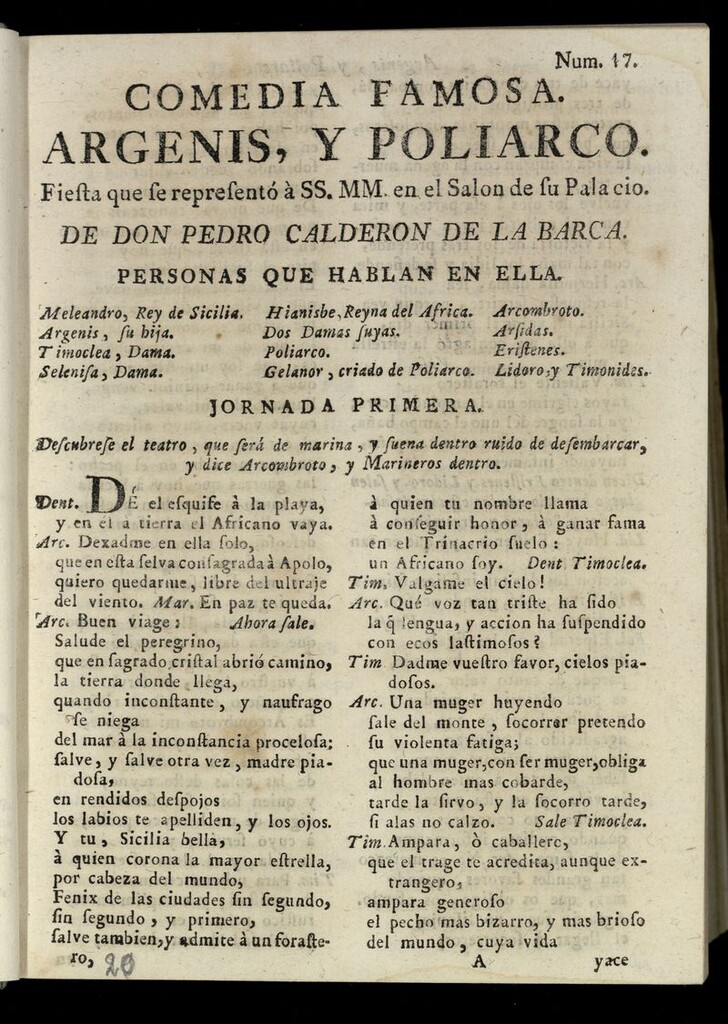 Num. 17.
COMEDIA FAMOSA.
ARGENIS, Y POLIARCO.
Fieſta que ſe repreſentó à SS. MM. en el Salon de ſu Palacio.
DE DON PEDRO CALDERON DE LA BARCA.
PERSONAS QUE HABLAN EN ELLA.
Meleandro, Rey de Sicilia.
Argenis, ſu hija.
Timoclea, Dama.
Seleniſa, Dama.
Hianisbe, Reyna del Africa.
Dos Damas ſuyas.
Poliarco.
Gelanor, criado de Poliarco.
Arcombroto.
Arſidas.
Eriſtenes.
Lidoro, y Timonides.
JORNADA PRIMERA.
Deſcubreſe el teatro, que ſerá de marina, y ſuena dentro ruido de deſembarcar,
y dice Arcombroto, y Marineros dentro.
Dent. DÉ el eſquife à la playa,
y en él a tierra el Africano vaya.
Arc. Dexadme en ella ſolo,
que en eſta ſelva conſagrada à Apolo,
quiero quedarme, libre del ultraje
del viento. Mar. En paz te queda.
Arc. Buen viage: Ahora ſale.
Salude el peregrino,
que en ſagrado criſtal abrió camino,
la tierra donde llega,
quando inconſtante, y naufrago
ſe niega
del mar à la inconſtancia proceloſa;
ſalve, y ſalve otra vez, madre pia-
doſa,
en rendidos deſpojos
los labios te apelliden, y los ojos.
Y tu, Sicilia bella,
à quien corona la mayor eſtrella,
por cabeza del mundo,
Fenix de las ciudades ſin ſegundo,
ſin ſegundo, y primero,
ſalve tambien, y admite à un foraſte-
ro, 20
à quien tu nombre llama
à conſeguir honor, à ganar fama
en el Trinacrio ſuelo:
un Africano ſoy. Dent Timoclea.
Tim. Valgame el cielo!
Arc. Qué voz tan triſte ha ſido
la q̃ lengua, y accion ha ſuſpendido
con ecos laſtimoſos?
Tim Dadme vueſtro favor, cielos pia-
doſos.
Arc. Una muger huyendo
ſale del monte, ſocorrer pretendo
ſu violenta fatiga;
que una muger, con ſer muger, obliga
al hombre mas cobarde,
tarde la ſirvo, y la ſocorro tarde,
ſi alas no calzo. Sale Timoclea.
Tim. Ampara, ò caballero,
que el trage te acredita, aunque ex-
trangero,
ampara generoſo
el pecho mas bizarro, y mas brioſo
del mundo, cuya vida
A yace